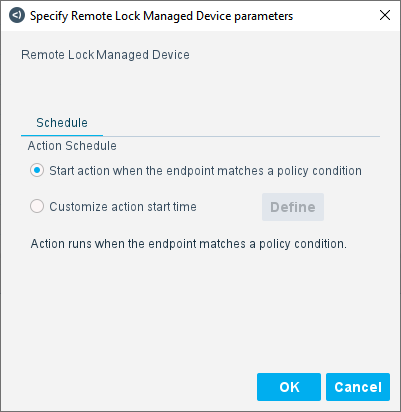 Specify Remote Lock Managed Device parameters
Remote Lock Managed Device
Schedule
Action Schedule
Start action when the endpoint matches a policy condition
Customize action start time
Define
Action runs when the endpoint matches a policy condition.
OK
Cancel